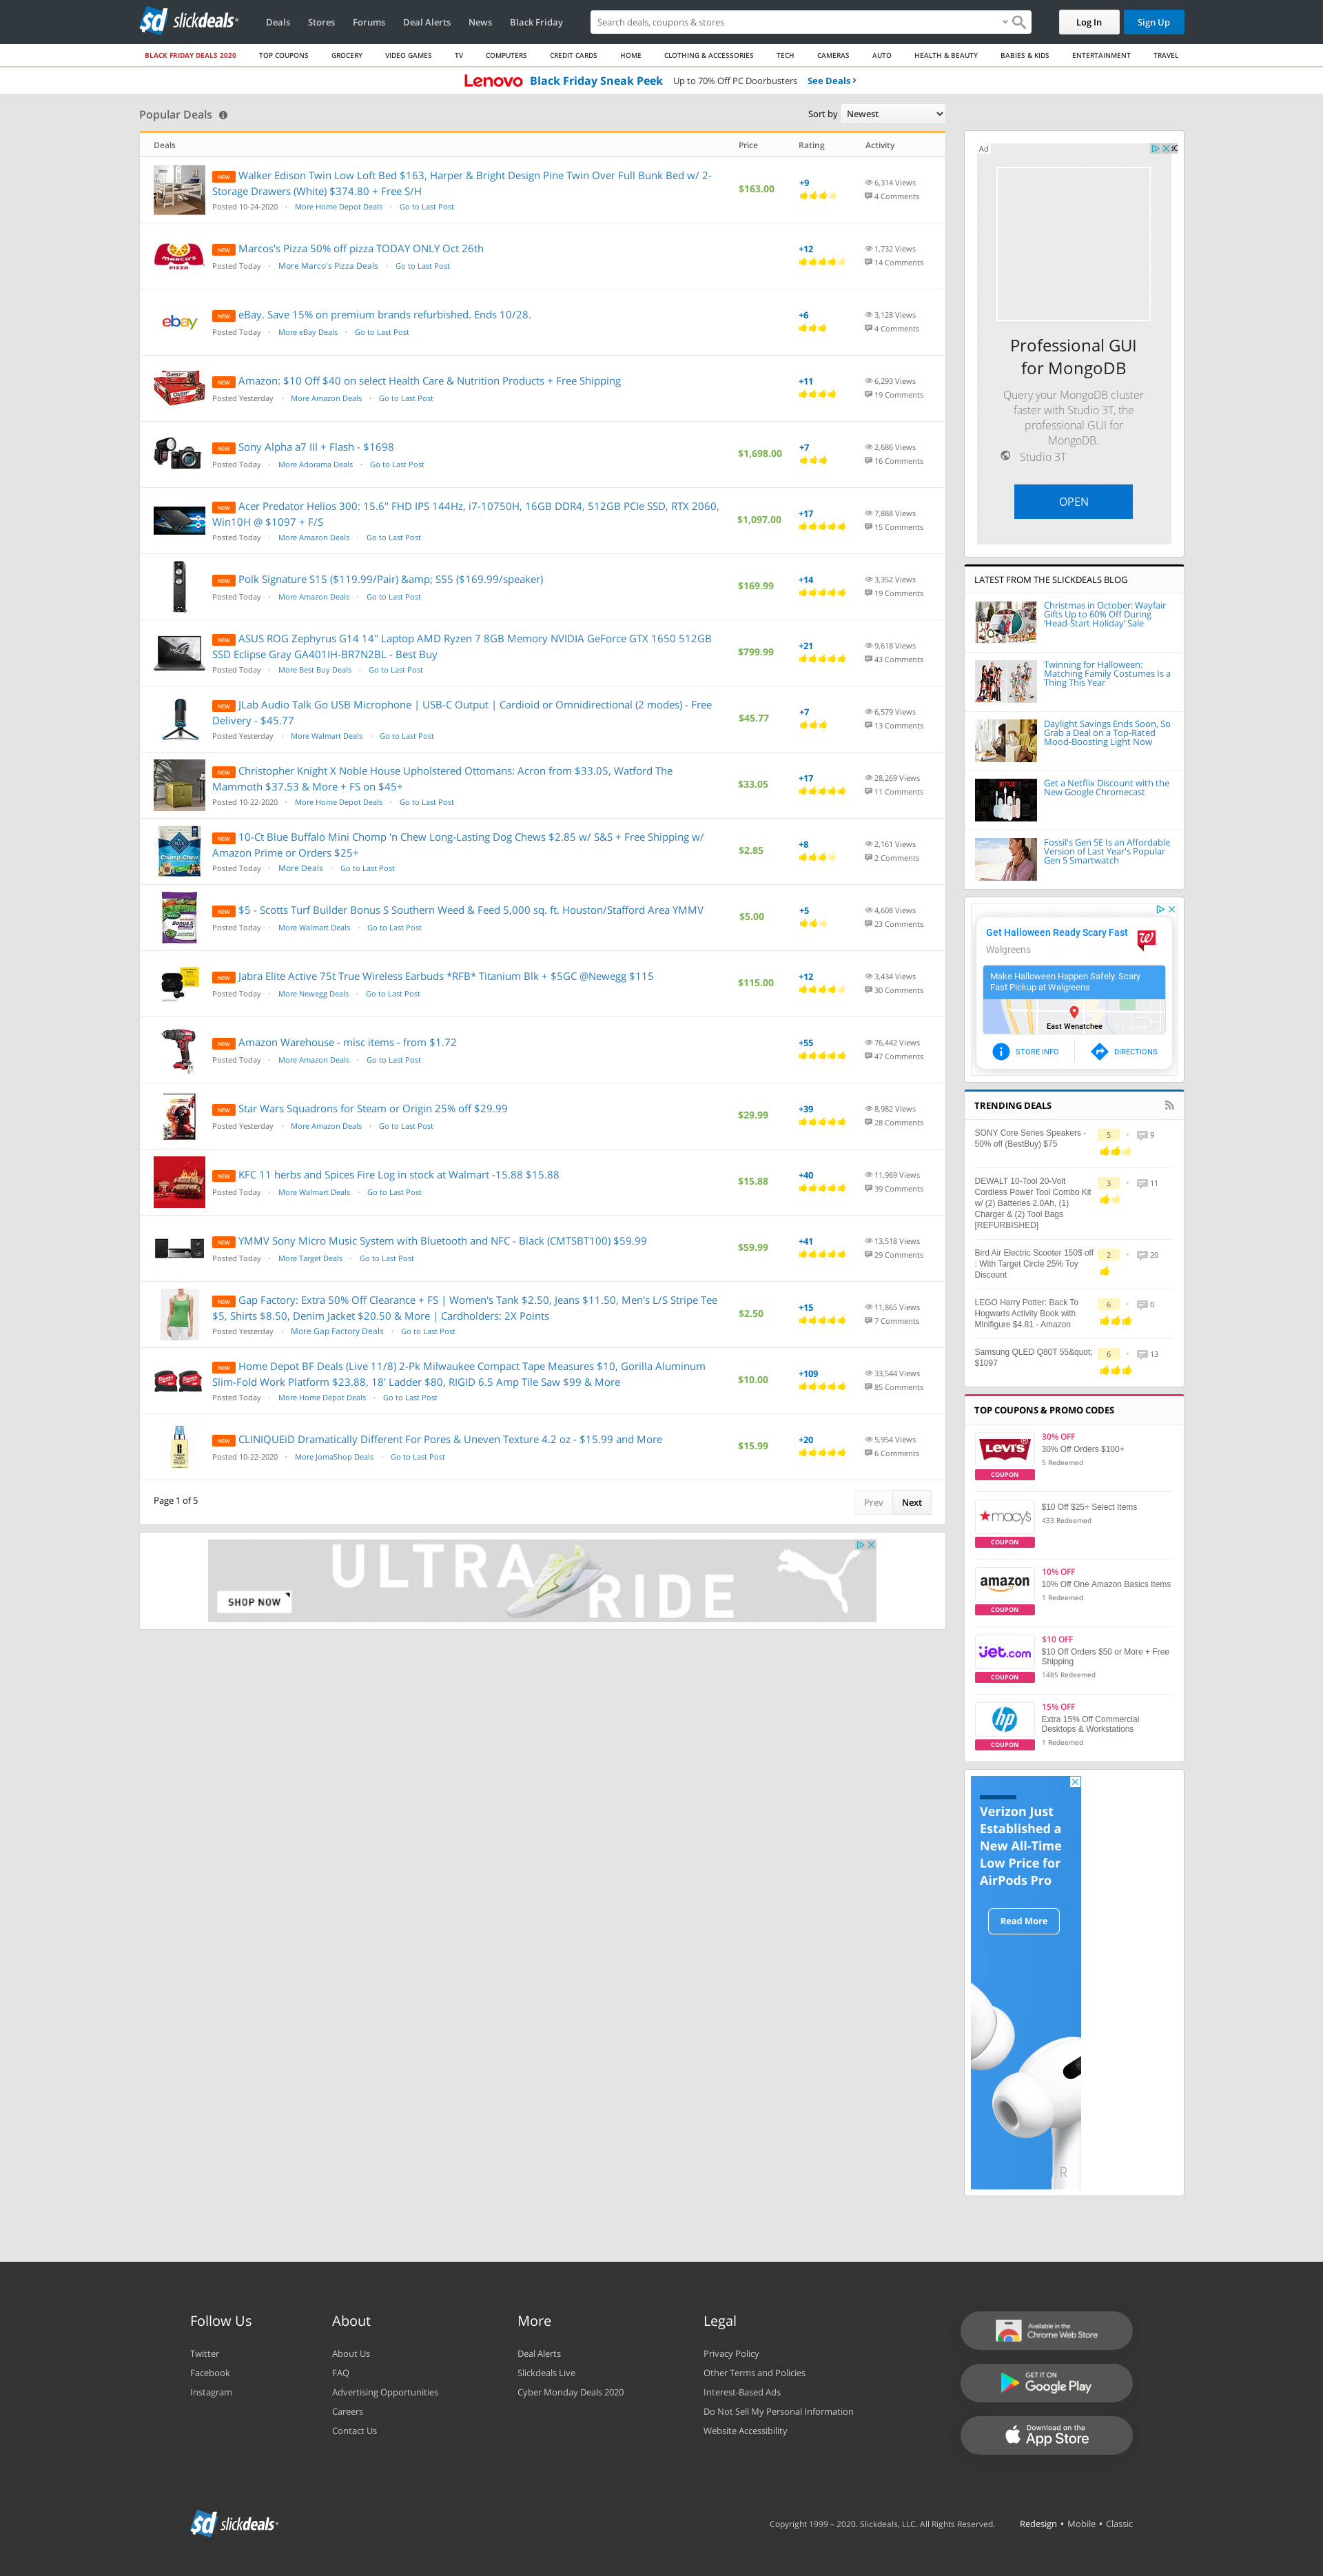 slickdeals
Deals Stores Forums Deal Alerts News Black Friday
Search deals, coupons & stores
Log In Sign Up
BLACK FRIDAY DEALS 2020 TOP COUPONS GROCERY VIDEO GAMES TV COMPUTERS CREDIT CARDS HOME CLOTHING & ACCESSORIES TECH CAMERAS AUTO HEALTH & BEAUTY BABIES & KIDS ENTERTAINMENT TRAVEL
Lenovo Black Friday Sneak Peek Up to 70% Off PC Doorbusters See Deals
Popular Deals
Sort by Newest
Deals Price Rating Activity
NEW Walker Edison Twin Low Loft Bed $163, Harper & Bright Design Pine Twin Over Full Bunk Bed w/ 2-
Storage Drawers (White) $374.80 + Free S/H
Posted 10-24-2020 · More Home Depot Deals · Go to Last Post
$163.00
+9
6,314 Views
4 Comments
NEW Marcos's Pizza 50% off pizza TODAY ONLY Oct 26th
Posted Today · More Marco's Pizza Deals · Go to Last Post
+12
1,732 Views
14 Comments
NEW eBay. Save 15% on premium brands refurbished. Ends 10/28.
Posted Today · More eBay Deals · Go to Last Post
+6
3,128 Views
4 Comments
NEW Amazon: $10 Off $40 on select Health Care & Nutrition Products + Free Shipping
Posted Yesterday · More Amazon Deals · Go to Last Post
+11
6,293 Views
19 Comments
NEW Sony Alpha a7 III + Flash - $1698
Posted Today · More Adorama Deals · Go to Last Post
$1,698.00
+7
2,686 Views
16 Comments
NEW Acer Predator Helios 300: 15.6" FHD IPS 144Hz, i7-10750H, 16GB DDR4, 512GB PCIe SSD, RTX 2060,
Win10H @ $1097 + F/S
Posted Today · More Amazon Deals · Go to Last Post
$1,097.00
+17
7,888 Views
15 Comments
NEW Polk Signature S15 ($119.99/Pair) &amp; S55 ($169.99/speaker)
Posted Today · More Amazon Deals · Go to Last Post
$169.99
+14
3,352 Views
19 Comments
NEW ASUS ROG Zephyrus G14 14" Laptop AMD Ryzen 7 8GB Memory NVIDIA GeForce GTX 1650 512GB
SSD Eclipse Gray GA401IH-BR7N2BL - Best Buy
Posted Today · More Best Buy Deals · Go to Last Post
$799.99
+21
9,618 Views
43 Comments
NEW JLab Audio Talk Go USB Microphone | USB-C Output | Cardioid or Omnidirectional (2 modes) - Free
Delivery - $45.77
Posted Yesterday · More Walmart Deals · Go to Last Post
$45.77
+7
6,579 Views
13 Comments
NEW Christopher Knight X Noble House Upholstered Ottomans: Acron from $33.05, Watford The
Mammoth $37.53 & More + FS on $45+
Posted 10-22-2020 · More Home Depot Deals · Go to Last Post
$33.05
+17
28,269 Views
11 Comments
NEW 10-Ct Blue Buffalo Mini Chomp 'n Chew Long-Lasting Dog Chews $2.85 w/ S&S + Free Shipping w/
Amazon Prime or Orders $25+
Posted Today · More Deals · Go to Last Post
$2.85
+8
2,161 Views
2 Comments
NEW $5 - Scotts Turf Builder Bonus S Southern Weed & Feed 5,000 sq. ft. Houston/Stafford Area YMMV
Posted Today · More Walmart Deals · Go to Last Post
$5.00
+5
4,608 Views
23 Comments
NEW Jabra Elite Active 75t True Wireless Earbuds *RFB* Titanium Blk + $5GC @Newegg $115
Posted Today · More Newegg Deals · Go to Last Post
$115.00
+12
3,434 Views
30 Comments
NEW Amazon Warehouse - misc items - from $1.72
Posted Today · More Amazon Deals · Go to Last Post
+55
76,442 Views
47 Comments
NEW Star Wars Squadrons for Steam or Origin 25% off $29.99
Posted Yesterday · More Amazon Deals · Go to Last Post
$29.99
+39
8,982 Views
28 Comments
NEW KFC 11 herbs and Spices Fire Log in stock at Walmart -15.88 $15.88
Posted Today · More Walmart Deals · Go to Last Post
$15.88
+40
11,969 Views
39 Comments
NEW YMMV Sony Micro Music System with Bluetooth and NFC - Black (CMTSBT100) $59.99
Posted Today · More Target Deals · Go to Last Post
$59.99
+41
13,518 Views
29 Comments
NEW Gap Factory: Extra 50% Off Clearance + FS | Women's Tank $2.50, Jeans $11.50, Men's L/S Stripe Tee
$5, Shirts $8.50, Denim Jacket $20.50 & More | Cardholders: 2X Points
Posted Yesterday · More Gap Factory Deals · Go to Last Post
$2.50
+15
11,865 Views
7 Comments
NEW Home Depot BF Deals (Live 11/8) 2-Pk Milwaukee Compact Tape Measures $10, Gorilla Aluminum
Slim-Fold Work Platform $23.88, 18' Ladder $80, RIGID 6.5 Amp Tile Saw $99 & More
Posted Today · More Home Depot Deals · Go to Last Post
$10.00
+109
33,544 Views
85 Comments
NEW CLINIQUEiD Dramatically Different For Pores & Uneven Texture 4.2 oz - $15.99 and More
Posted 10-22-2020 · More JomaShop Deals · Go to Last Post
$15.99
+20
5,954 Views
6 Comments
Page 1 of 5
Prev Next
ULTRA
RIDE
SHOP NOW
Ad
Professional GUI
for MongoDB
Query your MongoDB cluster
faster with Studio 3T, the
professional GUI for
MongoDB.
Studio 3T
OPEN
LATEST FROM THE SLICKDEALS BLOG
Christmas in October: Wayfair
Gifts Up to 60% Off During
'Head-Start Holiday' Sale
Twinning for Halloween:
Matching Family Costumes Is a
Thing This Year
Daylight Savings Ends Soon, So
Grab a Deal on a Top-Rated
Mood-Boosting Light Now
Get a Netflix Discount with the
New Google Chromecast
Fossil's Gen 5E Is an Affordable
Version of Last Year's Popular
Gen 5 Smartwatch
Get Halloween Ready Scary Fast
Walgreens
Make Halloween Happen Safely. Scary
Fast Pickup at Walgreens
East Wenatchee
STORE INFO DIRECTIONS
TRENDING DEALS
SONY Core Series Speakers -
50% off (BestBuy) $75
5 · 9
DEWALT 10-Tool 20-Volt
Cordless Power Tool Combo Kit
w/ (2) Batteries 2.0Ah, (1)
Charger & (2) Tool Bags
[REFURBISHED]
3 · 11
Bird Air Electric Scooter 150$ off
: With Target Circle 25% Toy
Discount
2 · 20
LEGO Harry Potter: Back To
Hogwarts Activity Book with
Minifigure $4.81 - Amazon
6 · 0
Samsung QLED Q80T 55&quot;
$1097
6 · 13
TOP COUPONS & PROMO CODES
LEVI'S
COUPON
30% OFF
30% Off Orders $100+
5 Redeemed
macy's
COUPON
$10 Off $25+ Select Items
433 Redeemed
amazon
COUPON
10% OFF
10% Off One Amazon Basics Items
1 Redeemed
jet.com
COUPON
$10 OFF
$10 Off Orders $50 or More + Free
Shipping
1485 Redeemed
hp
COUPON
15% OFF
Extra 15% Off Commercial
Desktops & Workstations
1 Redeemed
Verizon Just
Established a
New All-Time
Low Price for
AirPods Pro
Read More
R
Follow Us
Twitter
Facebook
Instagram
About
About Us
FAQ
Advertising Opportunities
Careers
Contact Us
More
Deal Alerts
Slickdeals Live
Cyber Monday Deals 2020
Legal
Privacy Policy
Other Terms and Policies
Interest-Based Ads
Do Not Sell My Personal Information
Website Accessibility
Available in the
Chrome Web Store
GET IT ON
Google Play
Download on the
App Store
slickdeals
Copyright 1999 – 2020. Slickdeals, LLC. All Rights Reserved. Redesign • Mobile • Classic